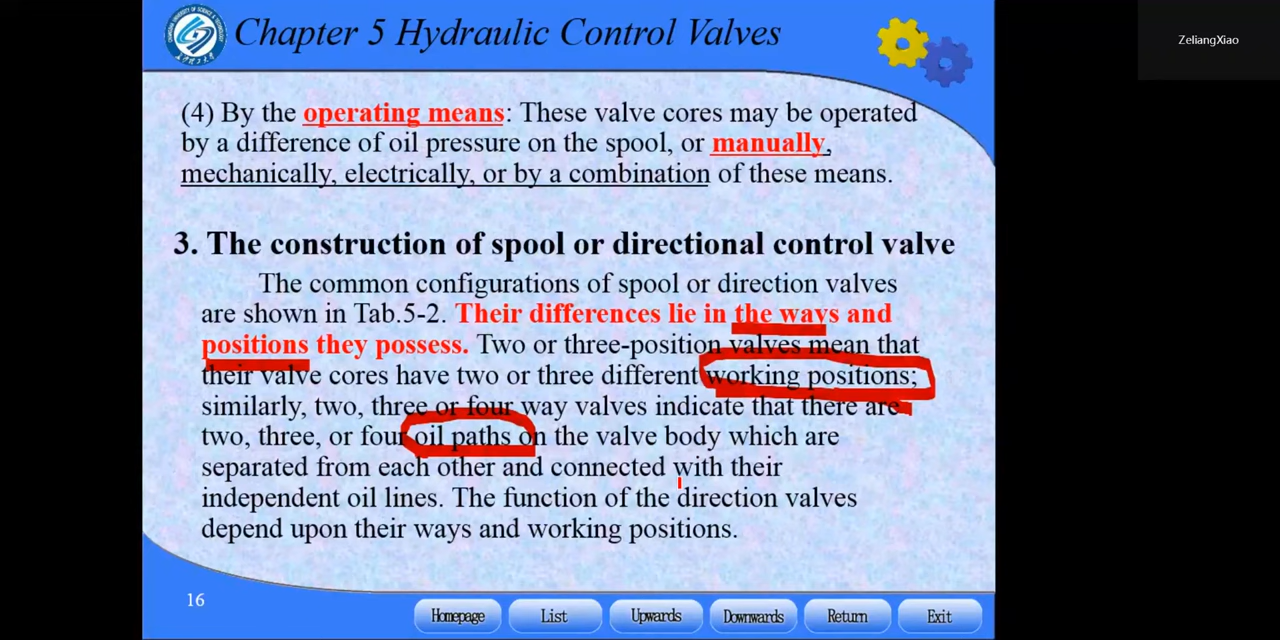 Chapter 5 Hydraulic Control Valves
ZeliangXiao
(4) By the operating means: These valve cores may be operated
by a difference of oil pressure on the spool, or manually,
mechanically, electrically, or by a combination of these means.
3. The construction of spool or directional control valve
The common configurations of spool or direction valves
are shown in Tab.5-2. Their differences lie in the ways and
positions they possess. Two or three-position valves mean that
their valve cores have two or three different working positions;
similarly, two, three or four way valves indicate that there are
two, three, or four oil paths on the valve body which are
separated from each other and connected with their
independent oil lines. The function of the direction valves
depend upon their ways and working positions.
16
Homepage List Upwards Downwards Return Exit